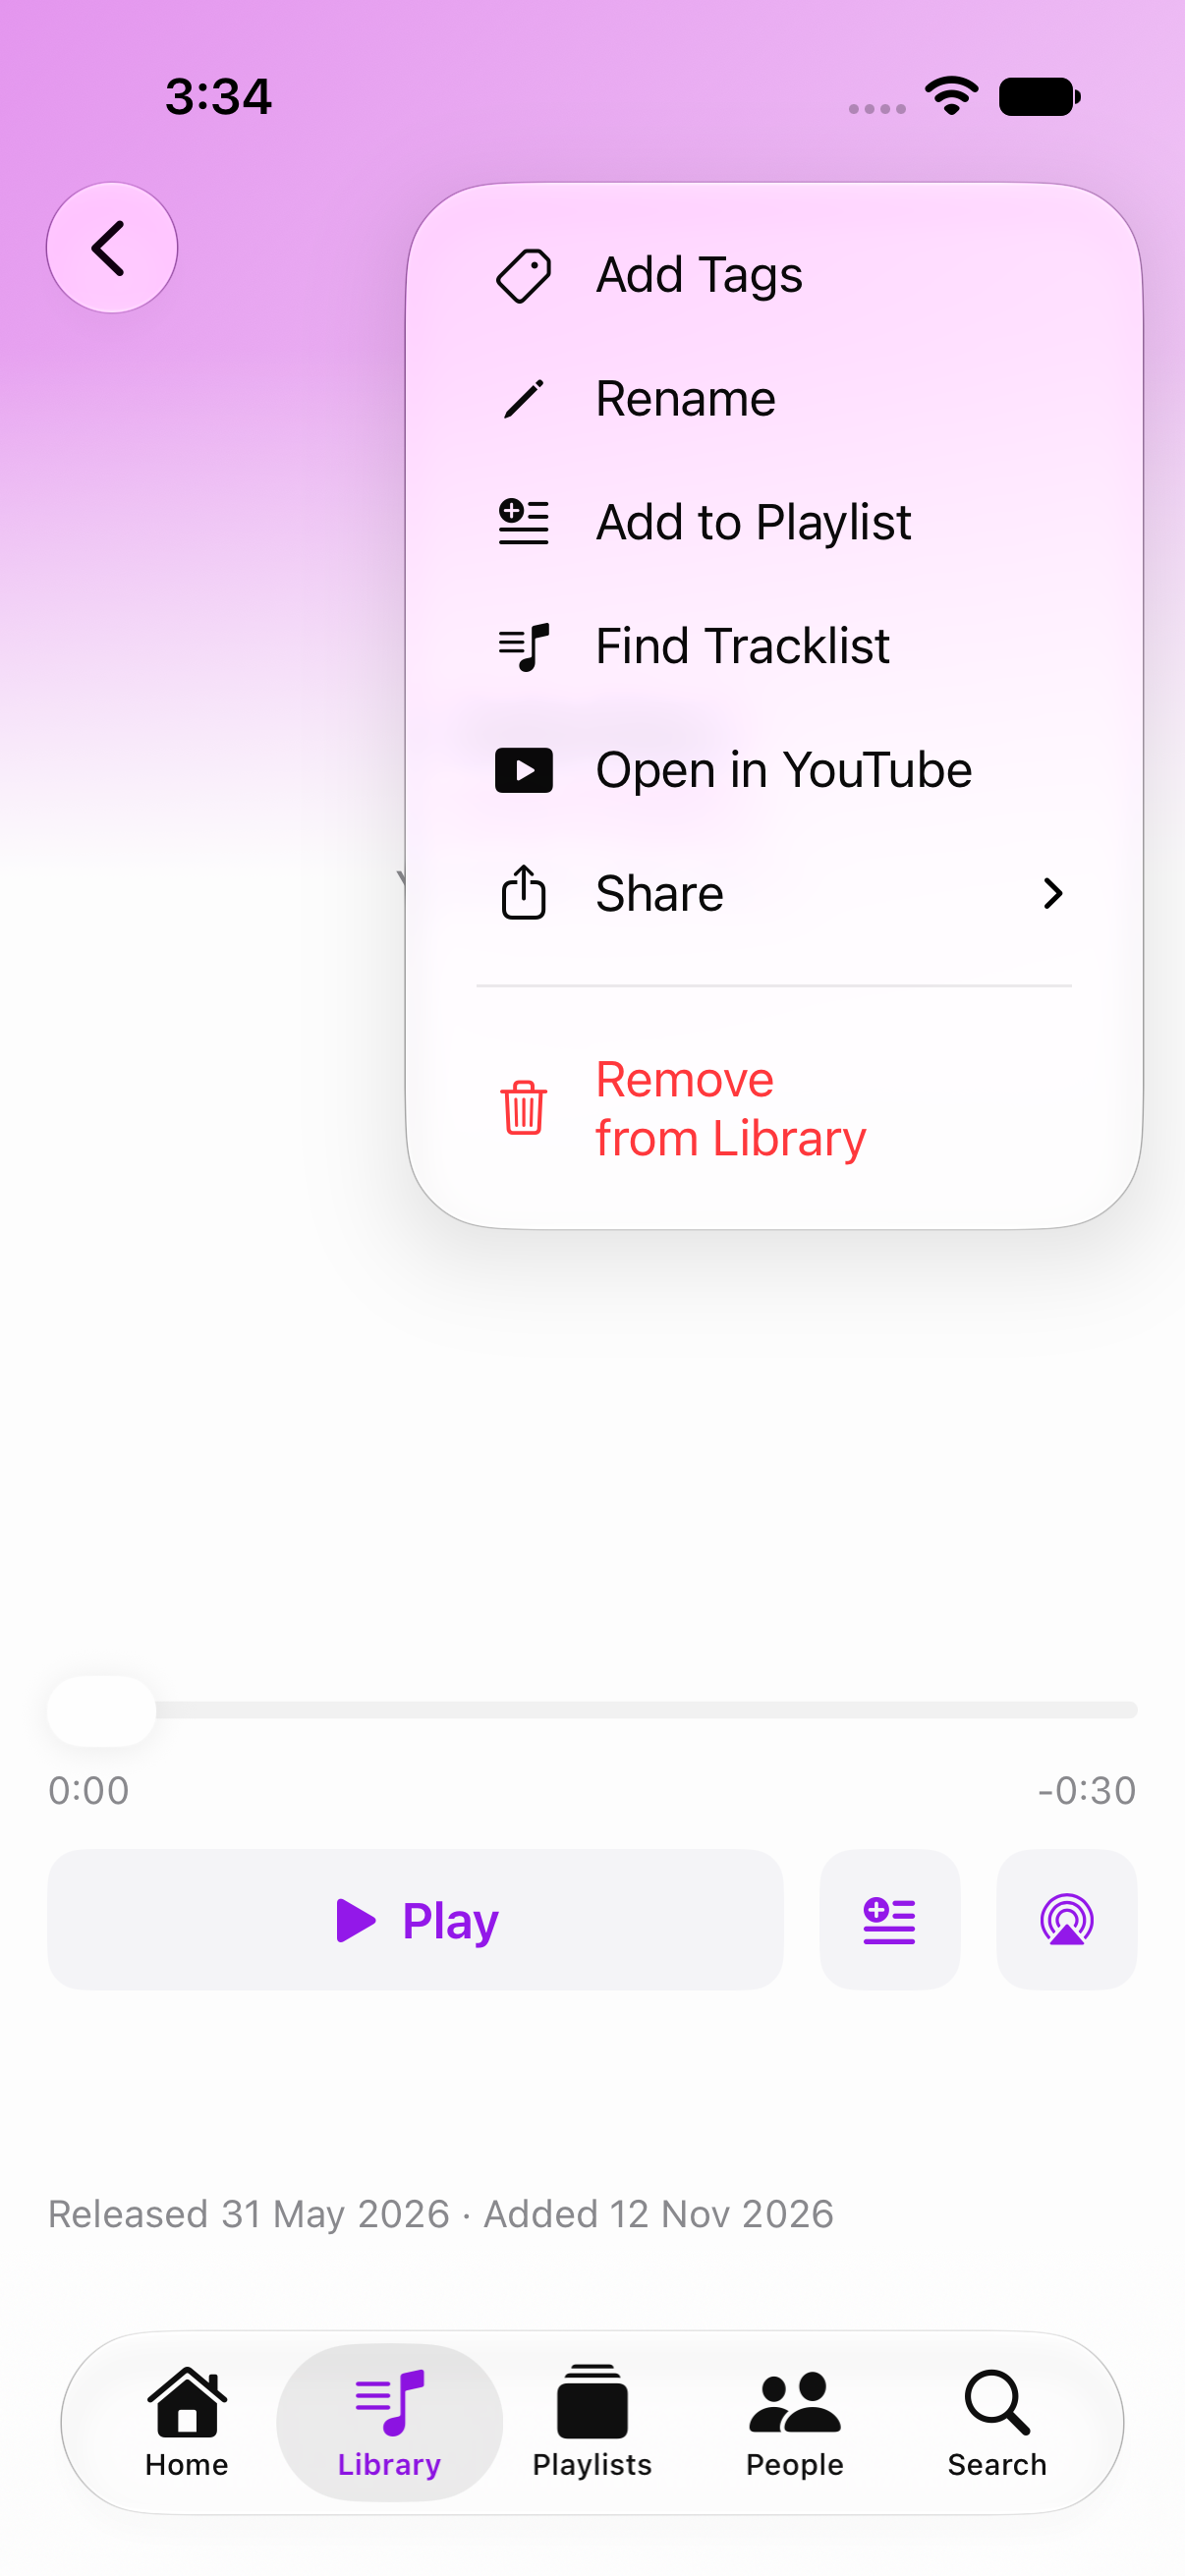 3:34
Add Tags
Rename
Add to Playlist
Find Tracklist
Open in YouTube
Share
Remove
from Library
0:00
-0:30
Play
Released 31 May 2026 · Added 12 Nov 2026
Home
Library
Playlists
People
Search